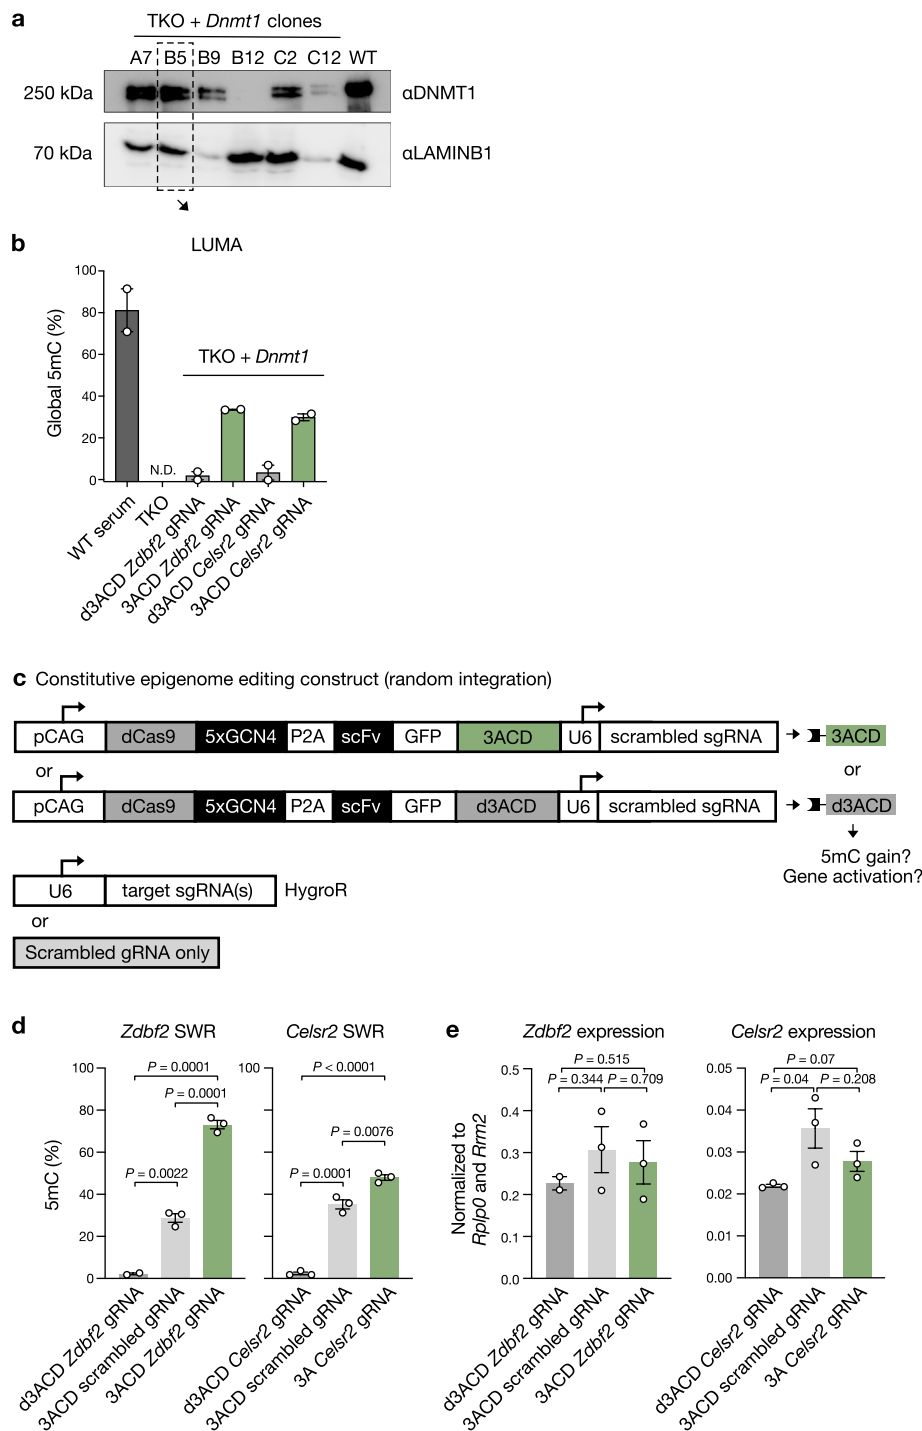 a
TKO + Dnmt1 clones
A7 B5 B9 B12 C2 C12 WT
250 kDa
αDNMT1
70 kDa
αLAMINB1
b
LUMA
Global 5mC (%)
100
80
60
40
20
0
TKO + Dnmt1
N.D.
WT serum
TKO
d3ACD Zdbf2 gRNA
3ACD Zdbf2 gRNA
d3ACD Celsr2 gRNA
3ACD Celsr2 gRNA
c Constitutive epigenome editing construct (random integration)
pCAG dCas9 5xGCN4 P2A scFv GFP 3ACD U6 scrambled sgRNA 3ACD
or or
pCAG dCas9 5xGCN4 P2A scFv GFP d3ACD U6 scrambled sgRNA d3ACD
5mC gain?
Gene activation?
U6 target sgRNA(s) HygroR
or
Scrambled gRNA only
d
Zdbf2 SWR
5mC (%)
100
80
60
40
20
0
P = 0.0001
P = 0.0001
P = 0.0022
d3ACD Zdbf2 gRNA
3ACD scrambled gRNA
3ACD Zdbf2 gRNA
Celsr2 SWR
100
P < 0.0001
P = 0.0076
P = 0.0001
d3ACD Celsr2 gRNA
3ACD scrambled gRNA
3A Celsr2 gRNA
e
Zdbf2 expression
Normalized to
Rplp0 and Rrm2
0.5
0.4
0.3
0.2
0.1
0.0
P = 0.515
P = 0.344 P = 0.709
d3ACD Zdbf2 gRNA
3ACD scrambled gRNA
3ACD Zdbf2 gRNA
Celsr2 expression
0.05
0.04
0.03
0.02
0.01
0.00
P = 0.07
P = 0.04 P = 0.208
d3ACD Celsr2 gRNA
3ACD scrambled gRNA
3A Celsr2 gRNA